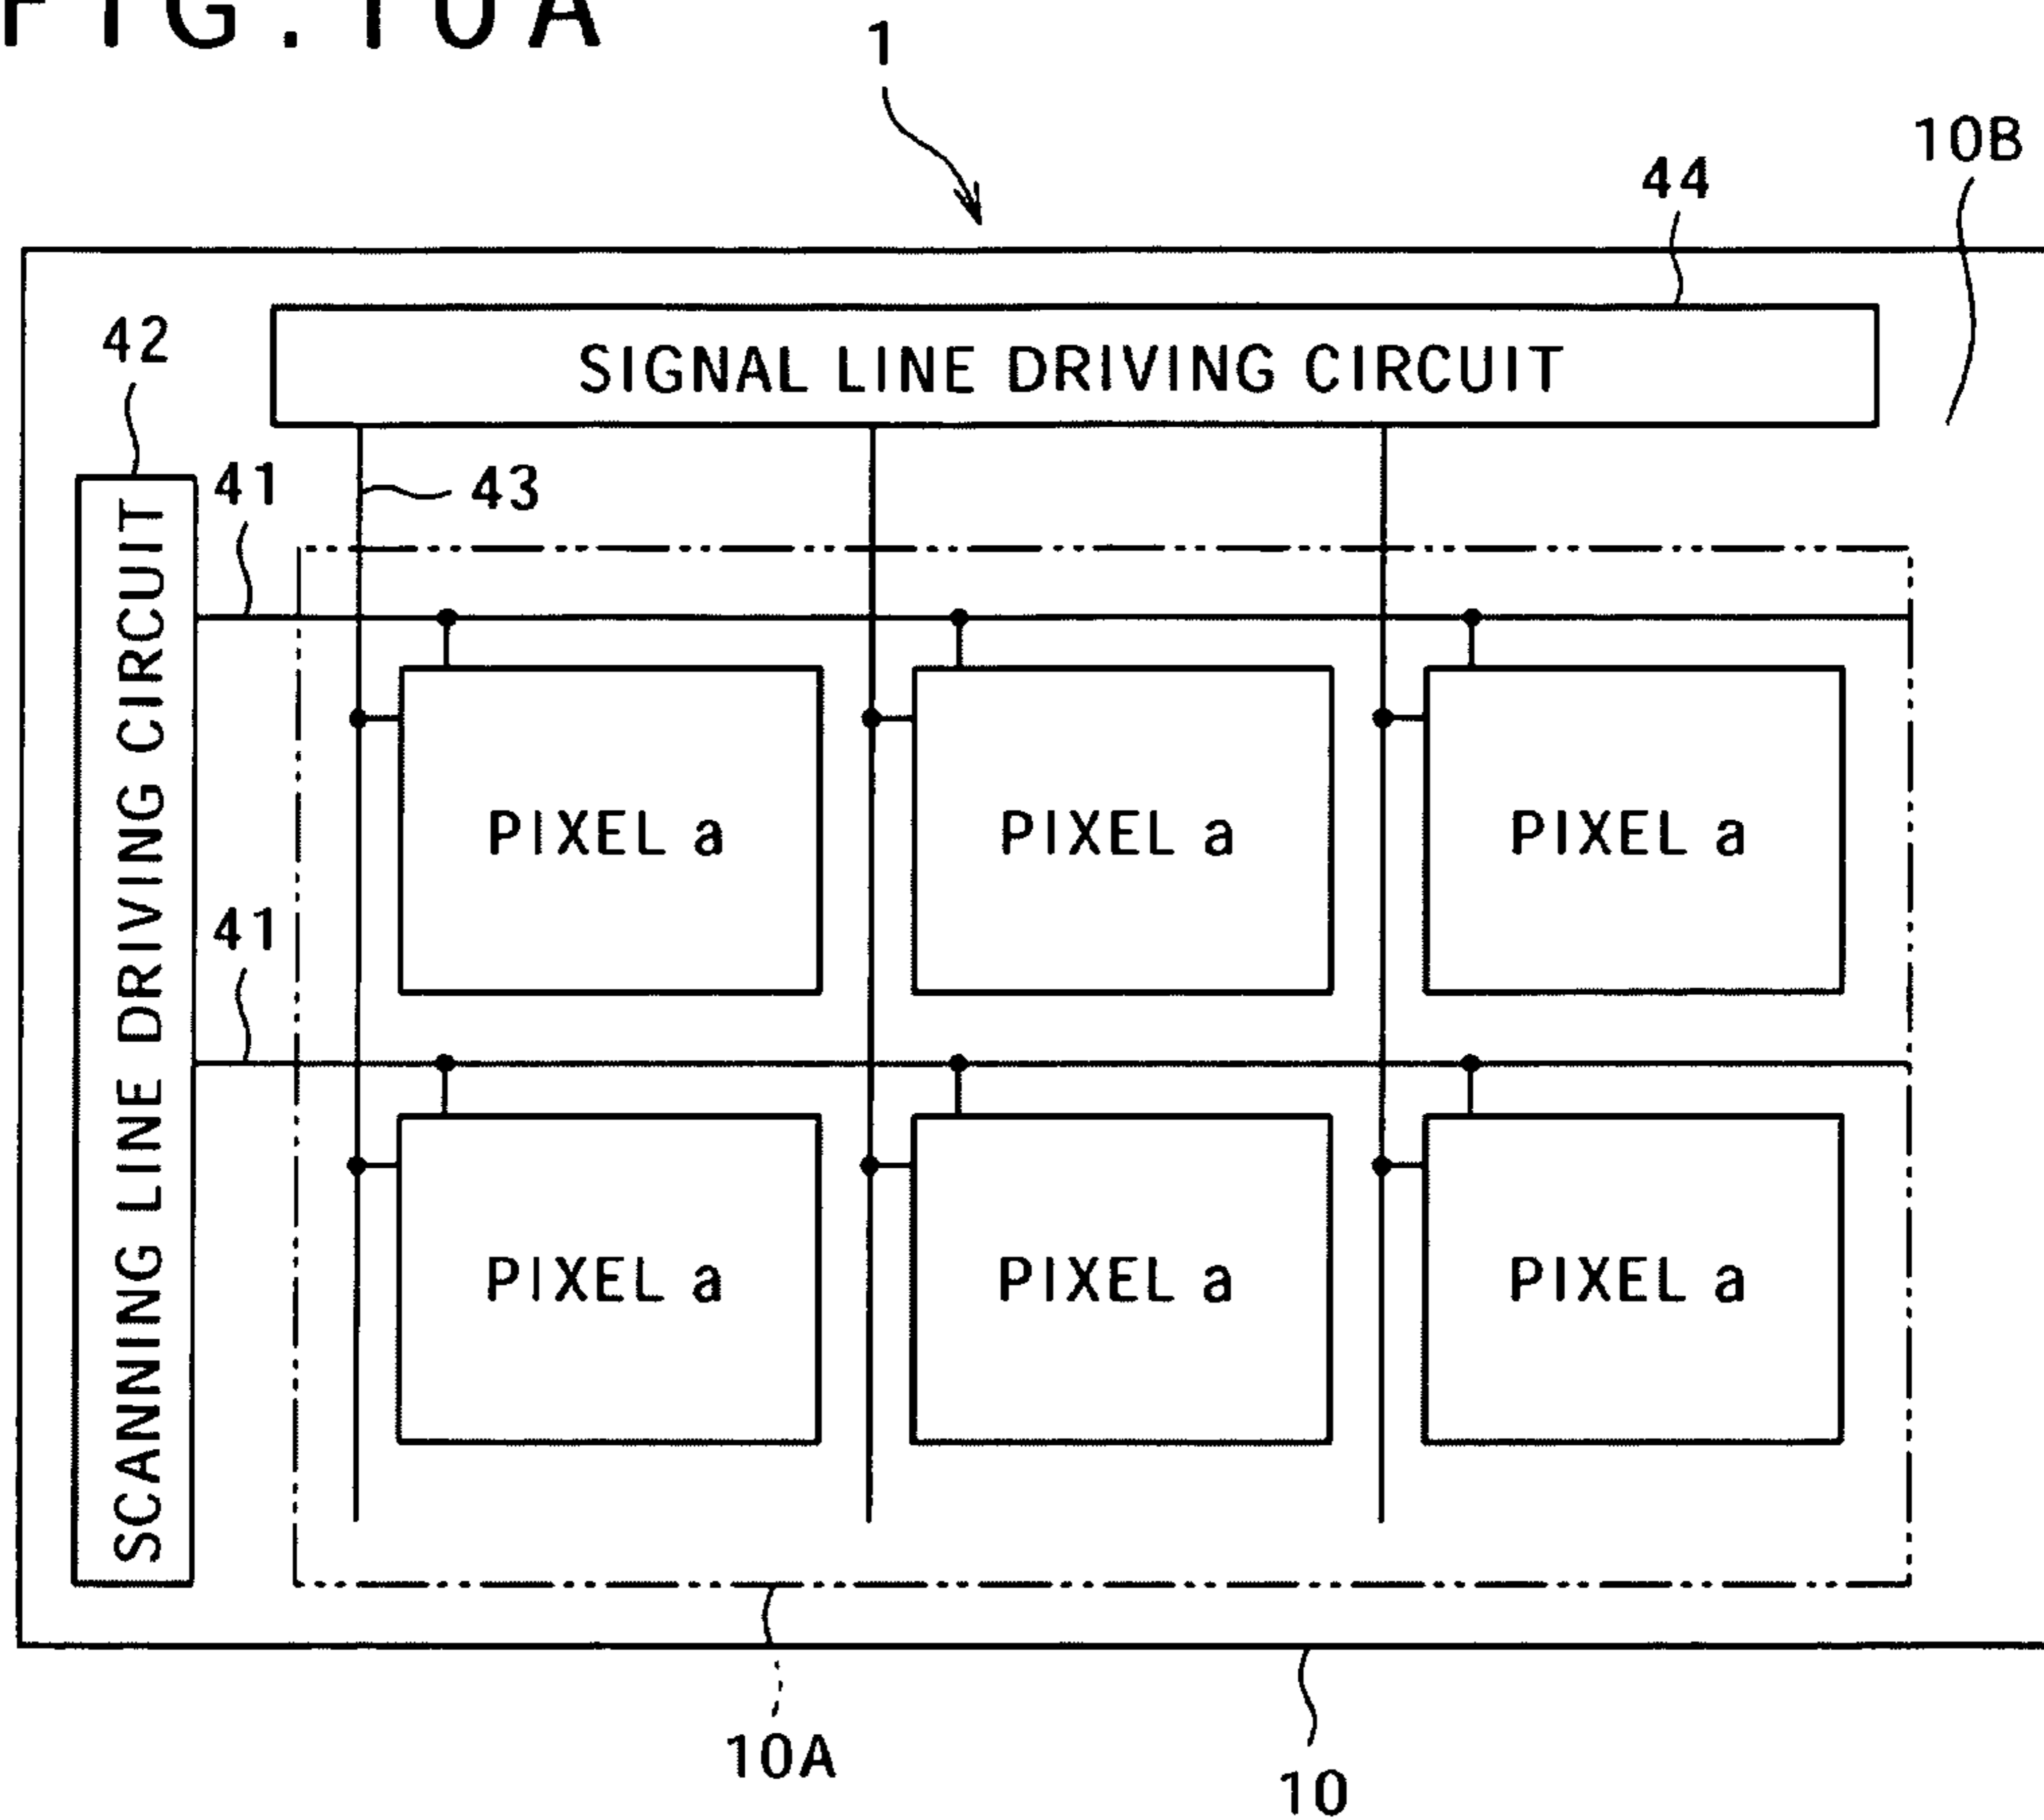 FIG.10A
1
10B
44
42
SIGNAL LINE DRIVING CIRCUIT
41
43
SCANNING LINE DRIVING CIRCUIT
PIXEL a
PIXEL a
PIXEL a
41
PIXEL a
PIXEL a
PIXEL a
10A
10